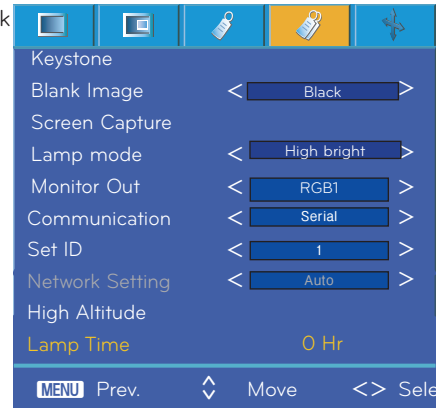 k
Keystone
Blank Image < Black >
Screen Capture
Lamp mode < High bright >
Monitor Out < RGB1 >
Communication < Serial >
Set ID < 1 >
Network Setting < Auto >
High Altitude
Lamp Time 0 Hr
MENU Prev. Move <> Sele